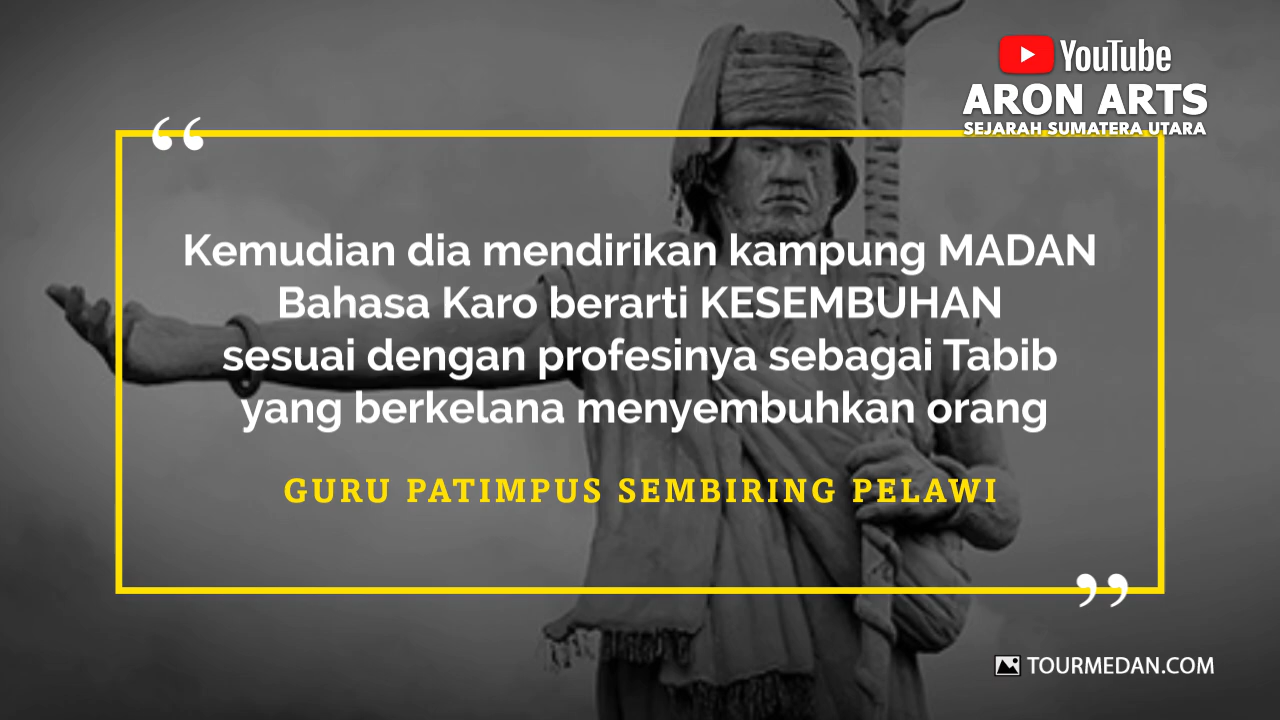 YouTube
ARON ARTS
SEJARAH SUMATERA UTARA
“
Kemudian dia mendirikan kampung MADAN
Bahasa Karo berarti KESEMBUHAN
sesuai dengan profesinya sebagai Tabib
yang berkelana menyembuhkan orang
GURU PATIMPUS SEMBIRING PELAWI
”
TOURMEDAN.COM